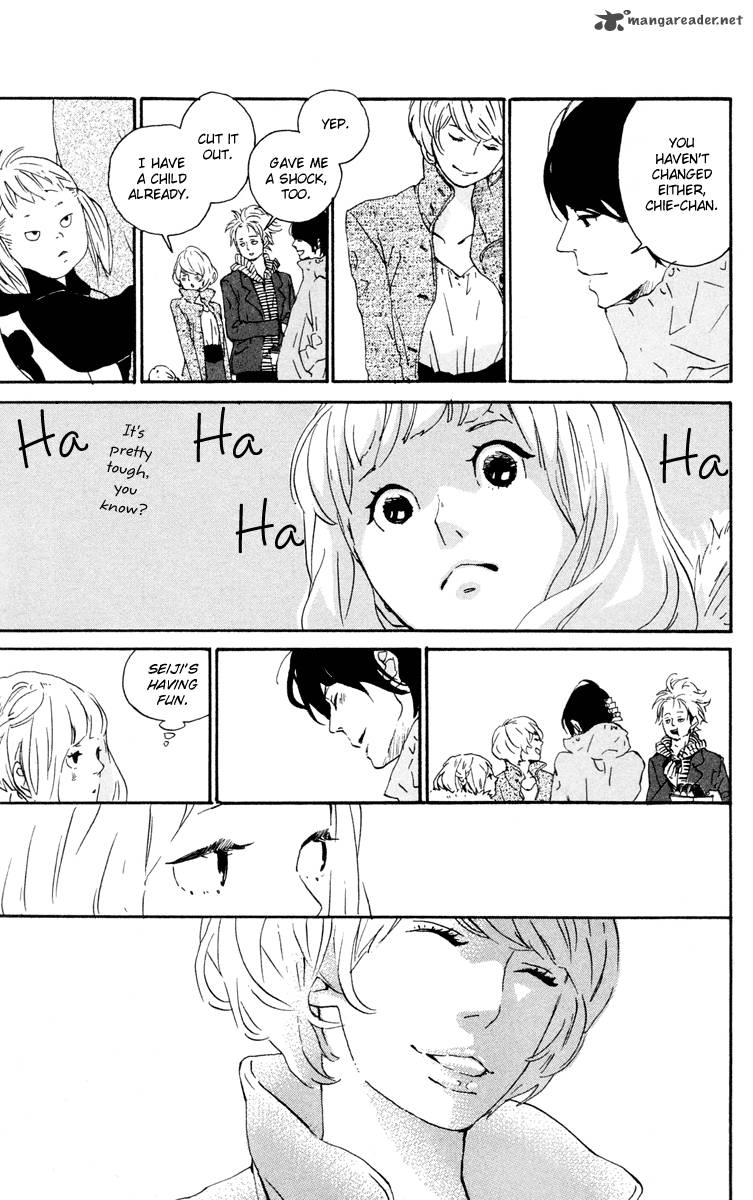 mangareader.net
YOU
HAVEN'T
CHANGED
EITHER,
CHIE-CHAN.
YEP.
GAVE ME
A SHOCK,
TOO.
CUT IT
OUT.
I HAVE
A CHILD
ALREADY.
Ha
Ha
Ha
It's
pretty
tough,
you
know?
Ha
SEIJI'S
HAVING
FUN.